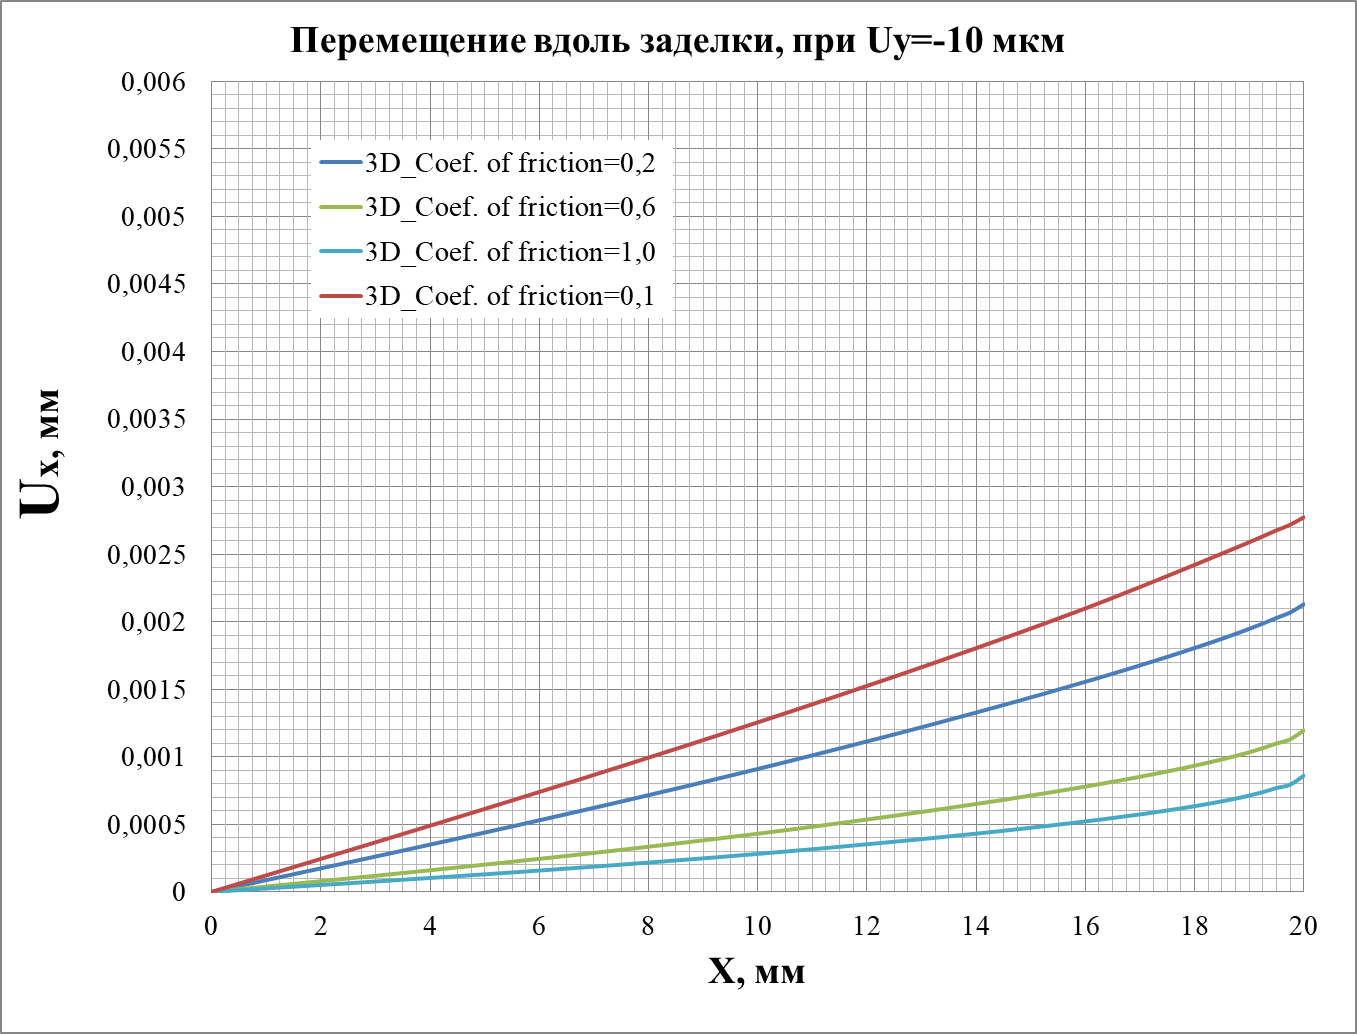 Перемещение вдоль заделки, при Uy=-10 мкм
0,006
0,0055
0,005
0,0045
0,004
0,0035
0,003
0,0025
0,002
0,0015
0,001
0,0005
0
3D_Coef. of friction=0,2
3D_Coef. of friction=0,6
3D_Coef. of friction=1,0
3D_Coef. of friction=0,1
Ux, мм
0 2 4 6 8 10 12 14 16 18 20
X, мм